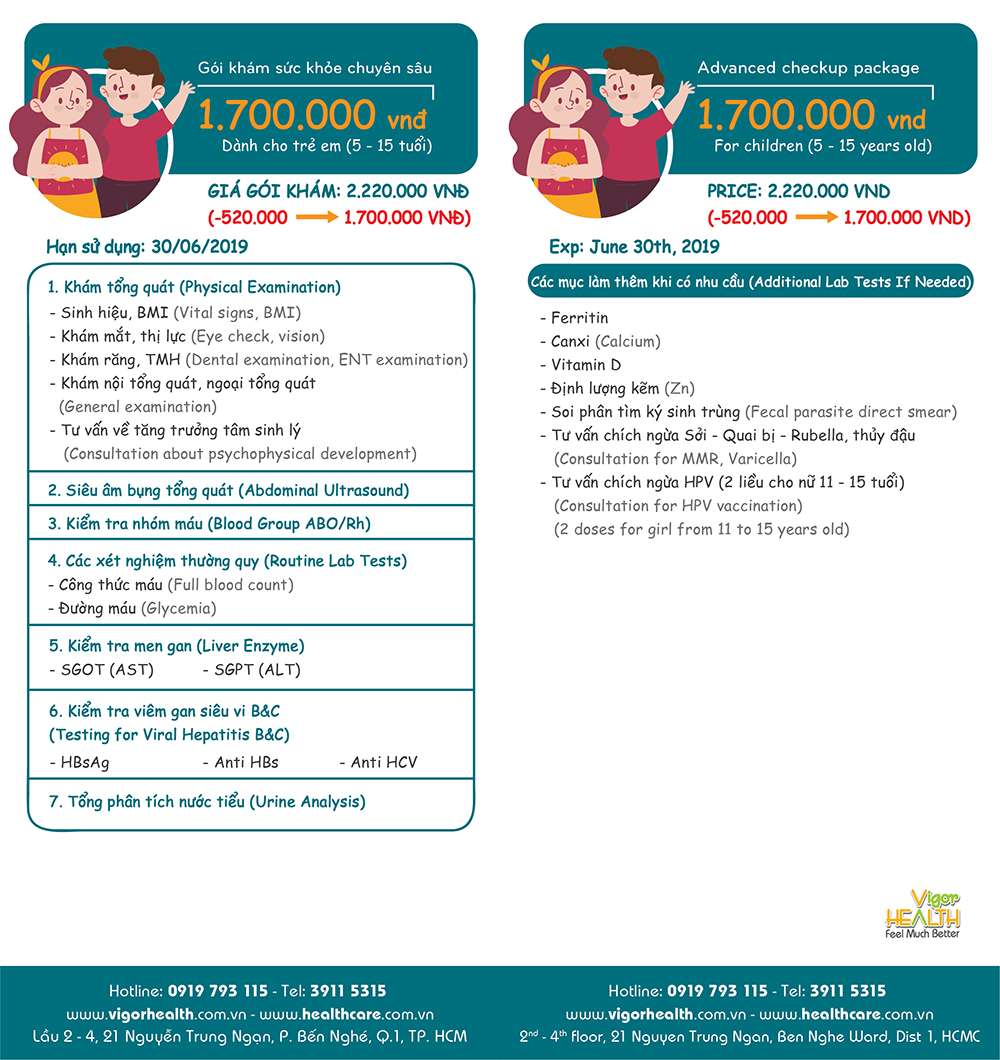 Gói khám sức khỏe chuyên sâu
1.700.000 vnđ
Dành cho trẻ em (5 - 15 tuổi)
GIÁ GÓI KHÁM: 2.220.000 VNĐ
(-520.000 → 1.700.000 VNĐ)
Hạn sử dụng: 30/06/2019
1. Khám tổng quát (Physical Examination)
- Sinh hiệu, BMI (Vital signs, BMI)
- Khám mắt, thị lực (Eye check, vision)
- Khám răng, TMH (Dental examination, ENT examination)
- Khám nội tổng quát, ngoại tổng quát
(General examination)
- Tư vấn về tăng trưởng tâm sinh lý
(Consultation about psychophysical development)
2. Siêu âm bụng tổng quát (Abdominal Ultrasound)
3. Kiểm tra nhóm máu (Blood Group ABO/Rh)
4. Các xét nghiệm thường quy (Routine Lab Tests)
- Công thức máu (Full blood count)
- Đường máu (Glycemia)
5. Kiểm tra men gan (Liver Enzyme)
- SGOT (AST) - SGPT (ALT)
6. Kiểm tra viêm gan siêu vi B&C
(Testing for Viral Hepatitis B&C)
- HBsAg - Anti HBs - Anti HCV
7. Tổng phân tích nước tiểu (Urine Analysis)
Advanced checkup package
1.700.000 vnd
For children (5 - 15 years old)
PRICE: 2.220.000 VND
(-520.000 → 1.700.000 VND)
Exp: June 30th, 2019
Các mục làm thêm khi có nhu cầu (Additional Lab Tests If Needed)
- Ferritin
- Canxi (Calcium)
- Vitamin D
- Định lượng kẽm (Zn)
- Soi phân tìm ký sinh trùng (Fecal parasite direct smear)
- Tư vấn chích ngừa Sởi - Quai bị - Rubella, thủy đậu
(Consultation for MMR, Varicella)
- Tư vấn chích ngừa HPV (2 liều cho nữ 11 - 15 tuổi)
(Consultation for HPV vaccination)
(2 doses for girl from 11 to 15 years old)
Vigor
HEALTH
Feel Much Better
Hotline: 0919 793 115 - Tel: 3911 5315
www.vigorhealth.com.vn - www.healthcare.com.vn
Lầu 2 - 4, 21 Nguyễn Trung Ngạn, P. Bến Nghé, Q.1, TP. HCM
Hotline: 0919 793 115 - Tel: 3911 5315
www.vigorhealth.com.vn - www.healthcare.com.vn
2nd - 4th floor, 21 Nguyen Trung Ngan, Ben Nghe Ward, Dist 1, HCMC